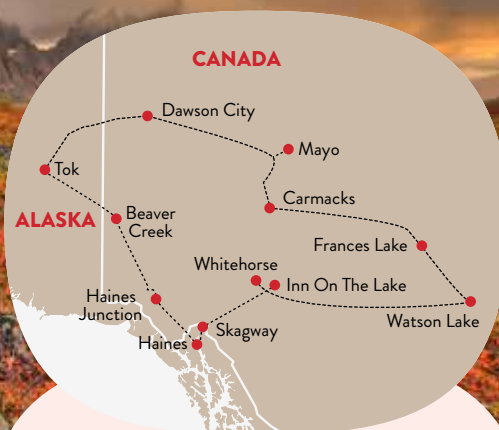 CANADA
Dawson City
Mayo
Tok
Carmacks
ALASKA
Beaver
Creek
Frances Lake
Whitehorse
Inn On The Lake
Haines
Junction
Watson Lake
Skagway
Haines